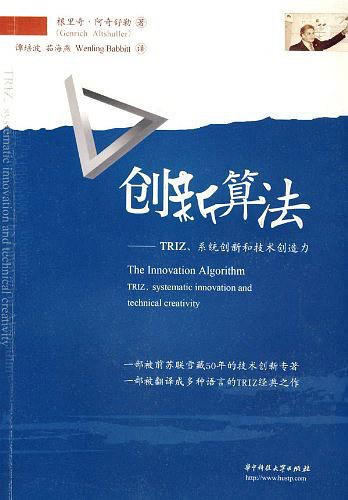 根里奇·阿奇舒勒 著
(Genrich Altshuller)
谭培波 茹海燕 Wenling Babbitt 译
TRIZ, systematic innovation and technical creativity
创新算法
—— TRIZ、系统创新和技术创造力
The Innovation Algorithm
TRIZ, systematic innovation and
technical creativity
一部被前苏联雪藏50年的技术创新专著
一部被翻译成多种语言的TRIZ经典之作
华中科技大学出版社
http://www.hustp.com